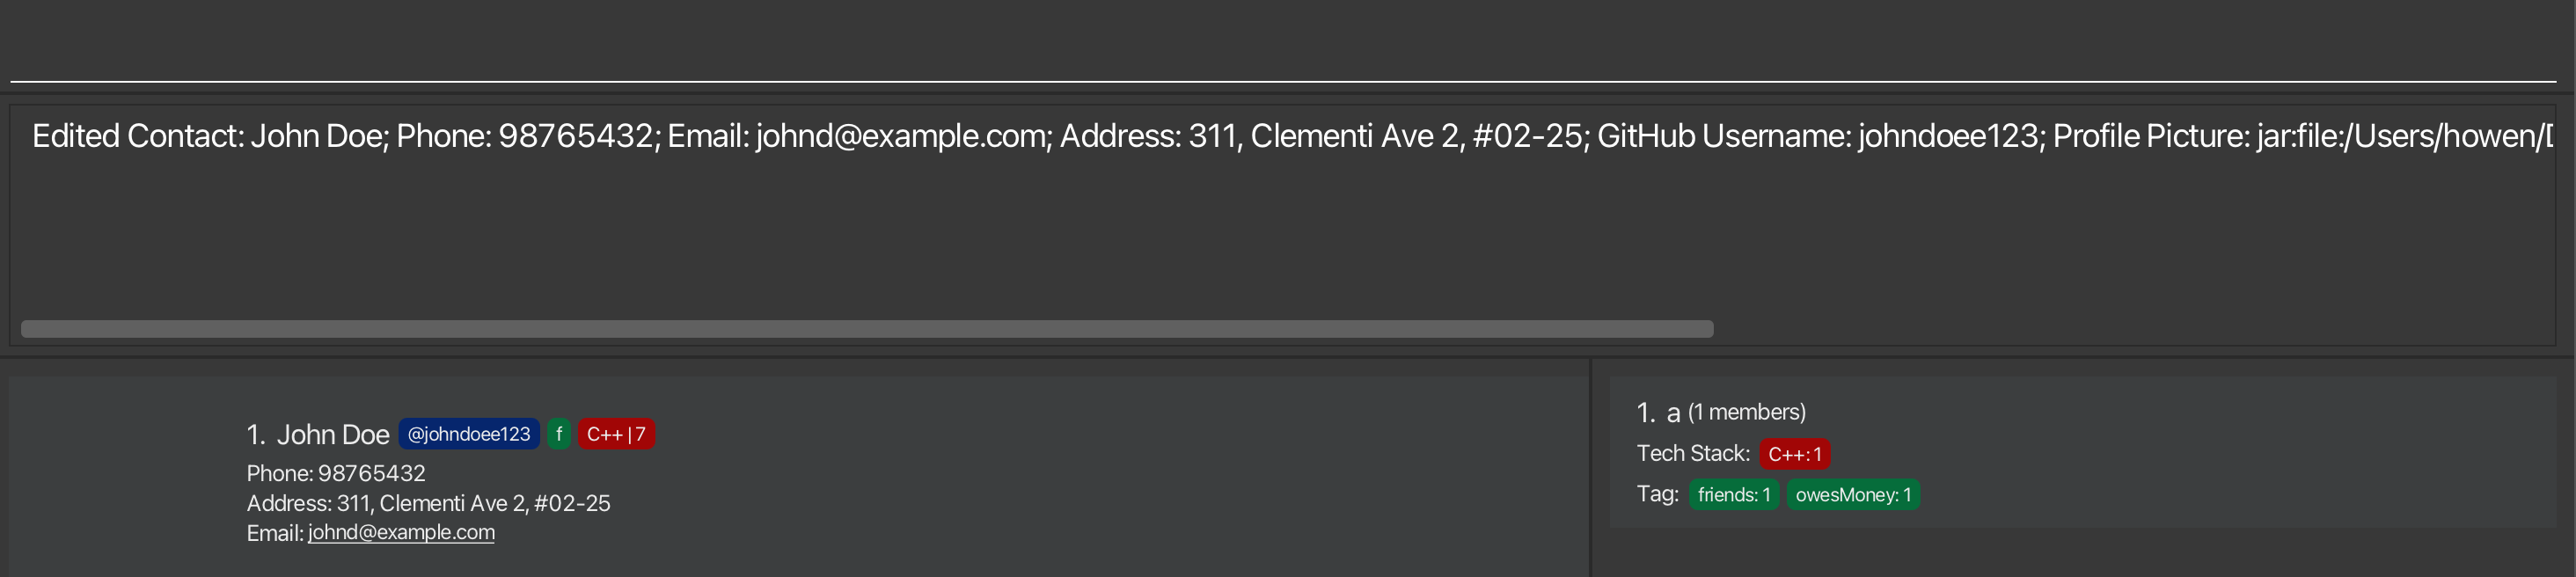 Edited Contact: John Doe; Phone: 98765432; Email: johnd@example.com; Address: 311, Clementi Ave 2, #02-25; GitHub Username: johndoee123; Profile Picture: jar:file:/Users/howen/
1. John Doe @johndoee123 f C++ | 7
Phone: 98765432
Address: 311, Clementi Ave 2, #02-25
Email: johnd@example.com
1. a (1 members)
Tech Stack: C++: 1
Tag: friends: 1 owesMoney: 1